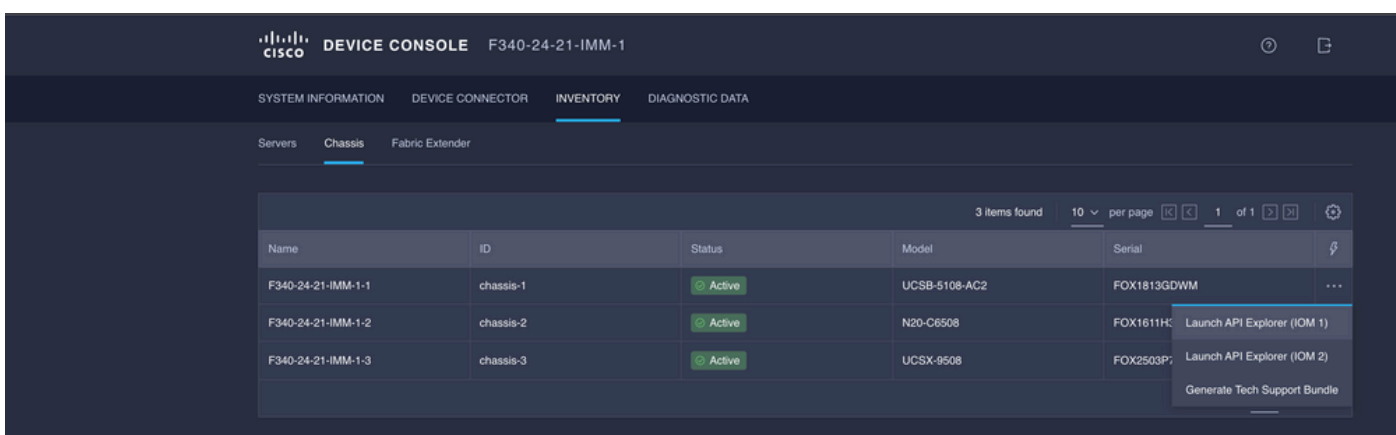 CISCO DEVICE CONSOLE F340-24-21-IMM-1
SYSTEM INFORMATION DEVICE CONNECTOR INVENTORY DIAGNOSTIC DATA
Servers Chassis Fabric Extender
3 items found 10 per page 1 of 1
Name ID Status Model Serial
F340-24-21-IMM-1-1 chassis-1 Active UCSB-5108-AC2 FOX1813GDWM
F340-24-21-IMM-1-2 chassis-2 Active N20-C6508
Launch API Explorer (IOM 1)
F340-24-21-IMM-1-3 chassis-3 Active UCSX-9508
Launch API Explorer (IOM 2)
Generate Tech Support Bundle